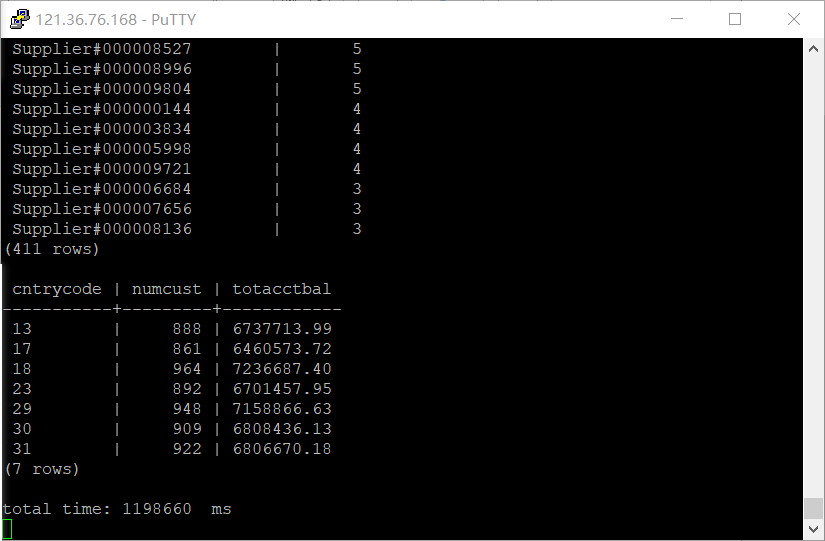 121.36.76.168 - PuTTY
Supplier#000008527 | 5
Supplier#000008996 | 5
Supplier#000009804 | 5
Supplier#000000144 | 4
Supplier#000003834 | 4
Supplier#000005998 | 4
Supplier#000009721 | 4
Supplier#000006684 | 3
Supplier#000007656 | 3
Supplier#000008136 | 3
(411 rows)
cntrycode | numcust | totacctbal
-----------+---------+------------
13 | 888 | 6737713.99
17 | 861 | 6460573.72
18 | 964 | 7236687.40
23 | 892 | 6701457.95
29 | 948 | 7158866.63
30 | 909 | 6808436.13
31 | 922 | 6806670.18
(7 rows)
total time: 1198660  ms